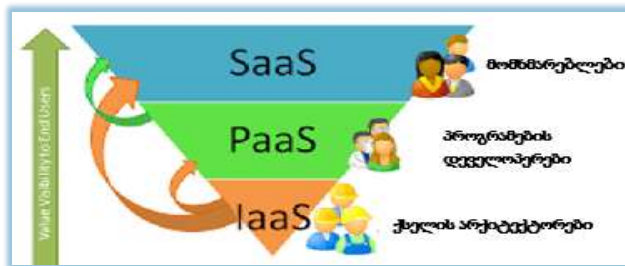 Value Visibility to End Users
SaaS
მომხმარებლები
PaaS
პროგრამების
დეველოპერები
IaaS
ქსელის არქიტექტორები